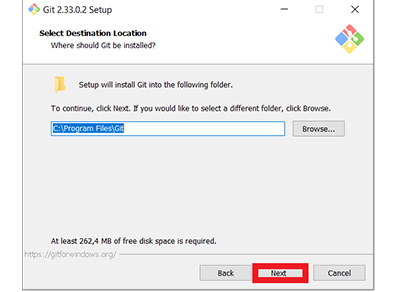 Git 2.33.0.2 Setup
Select Destination Location
Where should Git be installed?
Setup will install Git into the following folder.
To continue, click Next. If you would like to select a different folder, click Browse.
C:\Program Files\Git
Browse...
At least 262,4 MB of free disk space is required.
https://gitforwindows.org/
Back
Next
Cancel